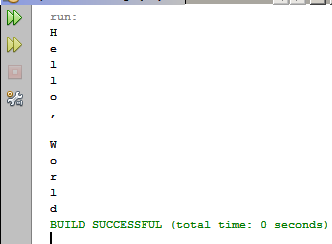 run:
H
e
l
l
o
,

W
o
r
l
d
BUILD SUCCESSFUL (total time: 0 seconds)